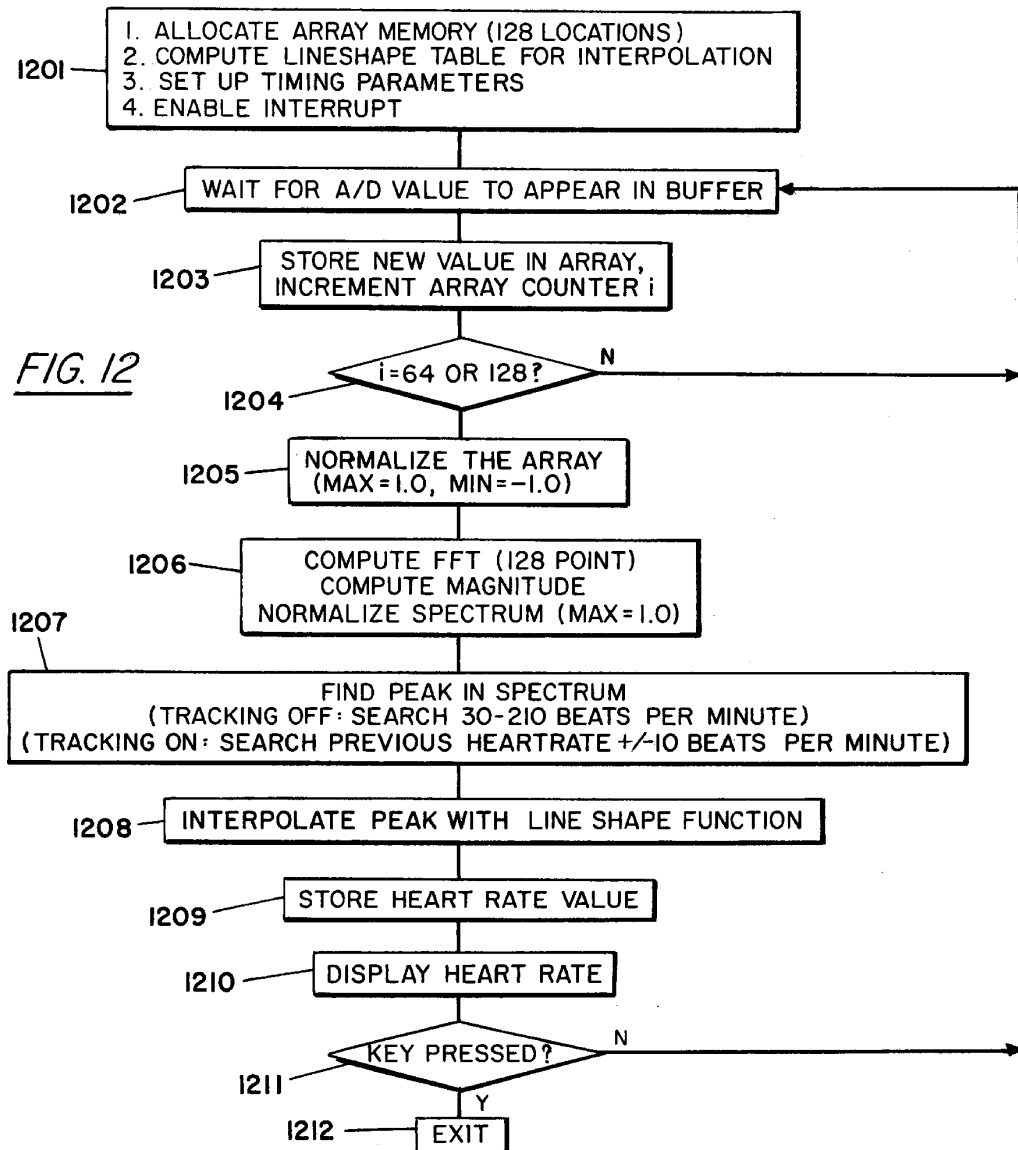 1201
1. ALLOCATE ARRAY MEMORY (128 LOCATIONS)
2. COMPUTE LINESHAPE TABLE FOR INTERPOLATION
3. SET UP TIMING PARAMETERS
4. ENABLE INTERRUPT
1202
WAIT FOR A/D VALUE TO APPEAR IN BUFFER
1203
STORE NEW VALUE IN ARRAY,
INCREMENT ARRAY COUNTER i
FIG. 12
1204
i=64 OR 128?
N
1205
NORMALIZE THE ARRAY
(MAX=1.0, MIN=-1.0)
1206
COMPUTE FFT (128 POINT)
COMPUTE MAGNITUDE
NORMALIZE SPECTRUM (MAX=1.0)
1207
FIND PEAK IN SPECTRUM
(TRACKING OFF: SEARCH 30-210 BEATS PER MINUTE)
(TRACKING ON: SEARCH PREVIOUS HEARTRATE +/-10 BEATS PER MINUTE)
1208
INTERPOLATE PEAK WITH LINE SHAPE FUNCTION
1209
STORE HEART RATE VALUE
1210
DISPLAY HEART RATE
1211
KEY PRESSED?
N
Y
1212
EXIT